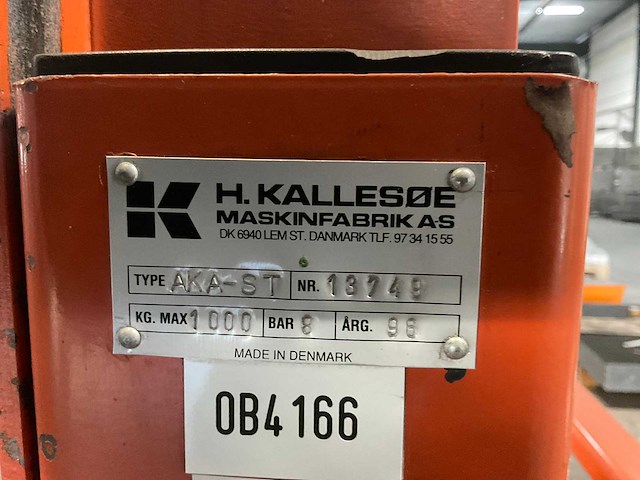 K H. KALLESØE
MASKINFABRIK A-S
DK 6940 LEM ST. DANMARK TLF. 97 34 15 55
TYPE AKA-ST NR. 13749
KG. MAX 1000 BAR 8 ÅRG. 96
MADE IN DENMARK
0B4166